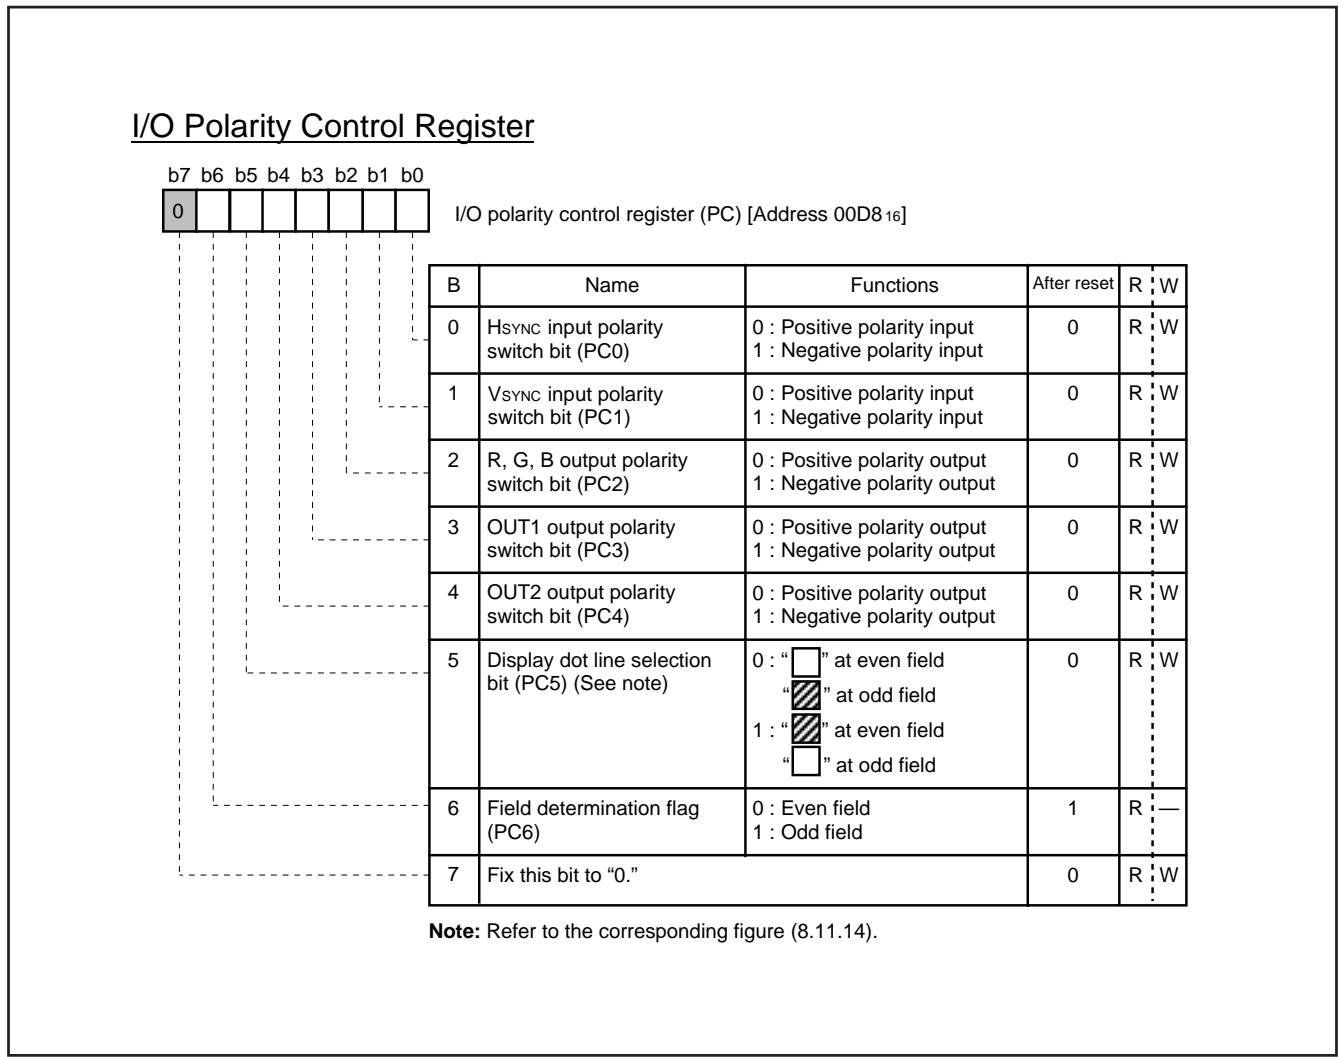 I/O Polarity Control Register
b7 b6 b5 b4 b3 b2 b1 b0
0
I/O polarity control register (PC) [Address 00D8 16]
B Name Functions After reset R W
0 HSYNC input polarity switch bit (PC0) 0 : Positive polarity input 0 R W
1 : Negative polarity input
1 VSYNC input polarity switch bit (PC1) 0 : Positive polarity input 0 R W
1 : Negative polarity input
2 R, G, B output polarity switch bit (PC2) 0 : Positive polarity output 0 R W
1 : Negative polarity output
3 OUT1 output polarity switch bit (PC3) 0 : Positive polarity output 0 R W
1 : Negative polarity output
4 OUT2 output polarity switch bit (PC4) 0 : Positive polarity output 0 R W
1 : Negative polarity output
5 Display dot line selection bit (PC5) (See note) 0 : “ ” at even field 0 R W
“ ” at odd field
1 : “ ” at even field
“ ” at odd field
6 Field determination flag (PC6) 0 : Even field 1 R —
1 : Odd field
7 Fix this bit to “0.” 0 R W
Note: Refer to the corresponding figure (8.11.14).